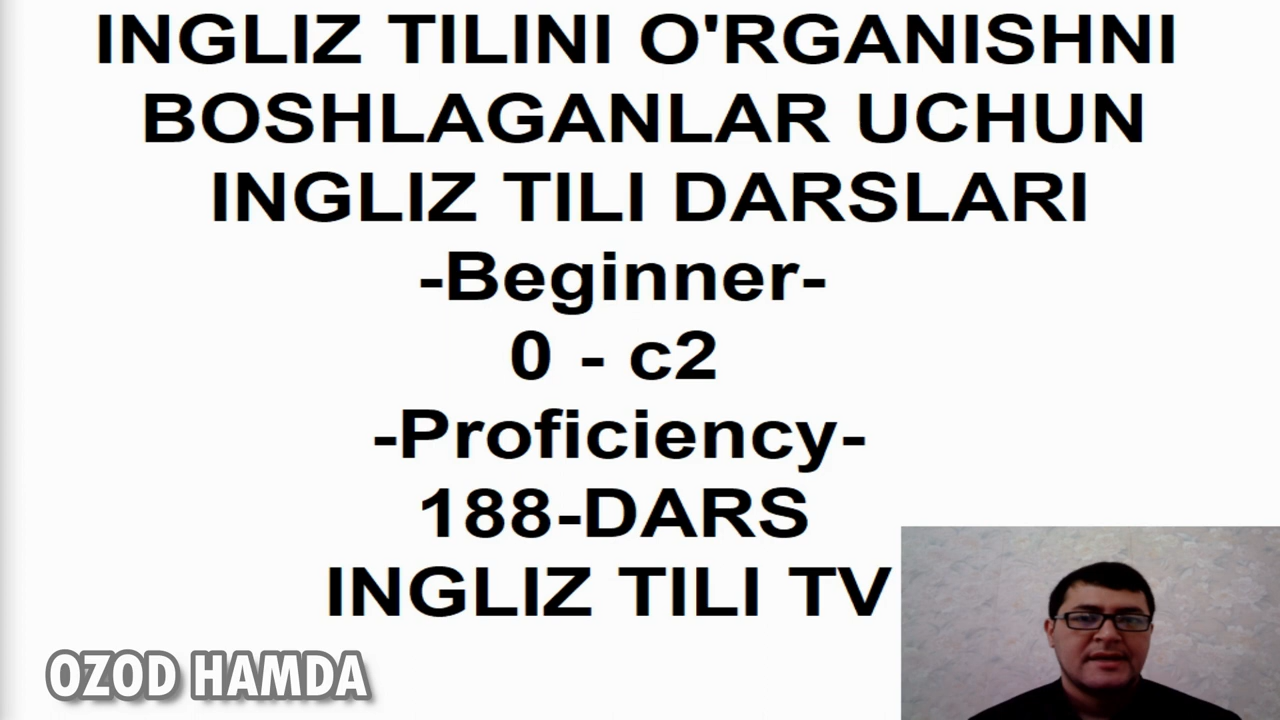 INGLIZ TILINI O'RGANISHNI
BOSHLAGANLAR UCHUN
INGLIZ TILI DARSLARI
-Beginner-
0 - c2
-Proficiency-
188-DARS
INGLIZ TILI TV
OZOD HAMDA